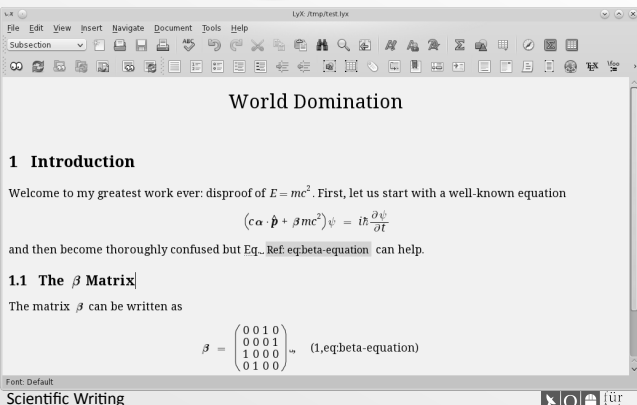 LyX: /tmp/test.lyx
File Edit View Insert Navigate Document Tools Help
Subsection
World Domination
1 Introduction
Welcome to my greatest work ever: disproof of E = mc². First, let us start with a well-known equation
(cα · p̂ + βmc²)ψ = iħ ∂ψ/∂t
and then become thoroughly confused but Eq. Ref: eq:beta-equation can help.
1.1 The β Matrix
The matrix β can be written as
β = (0 0 1 0
0 0 0 1
1 0 0 0
0 1 0 0), (1,eq:beta-equation)
Font: Default
Scientific Writing
für